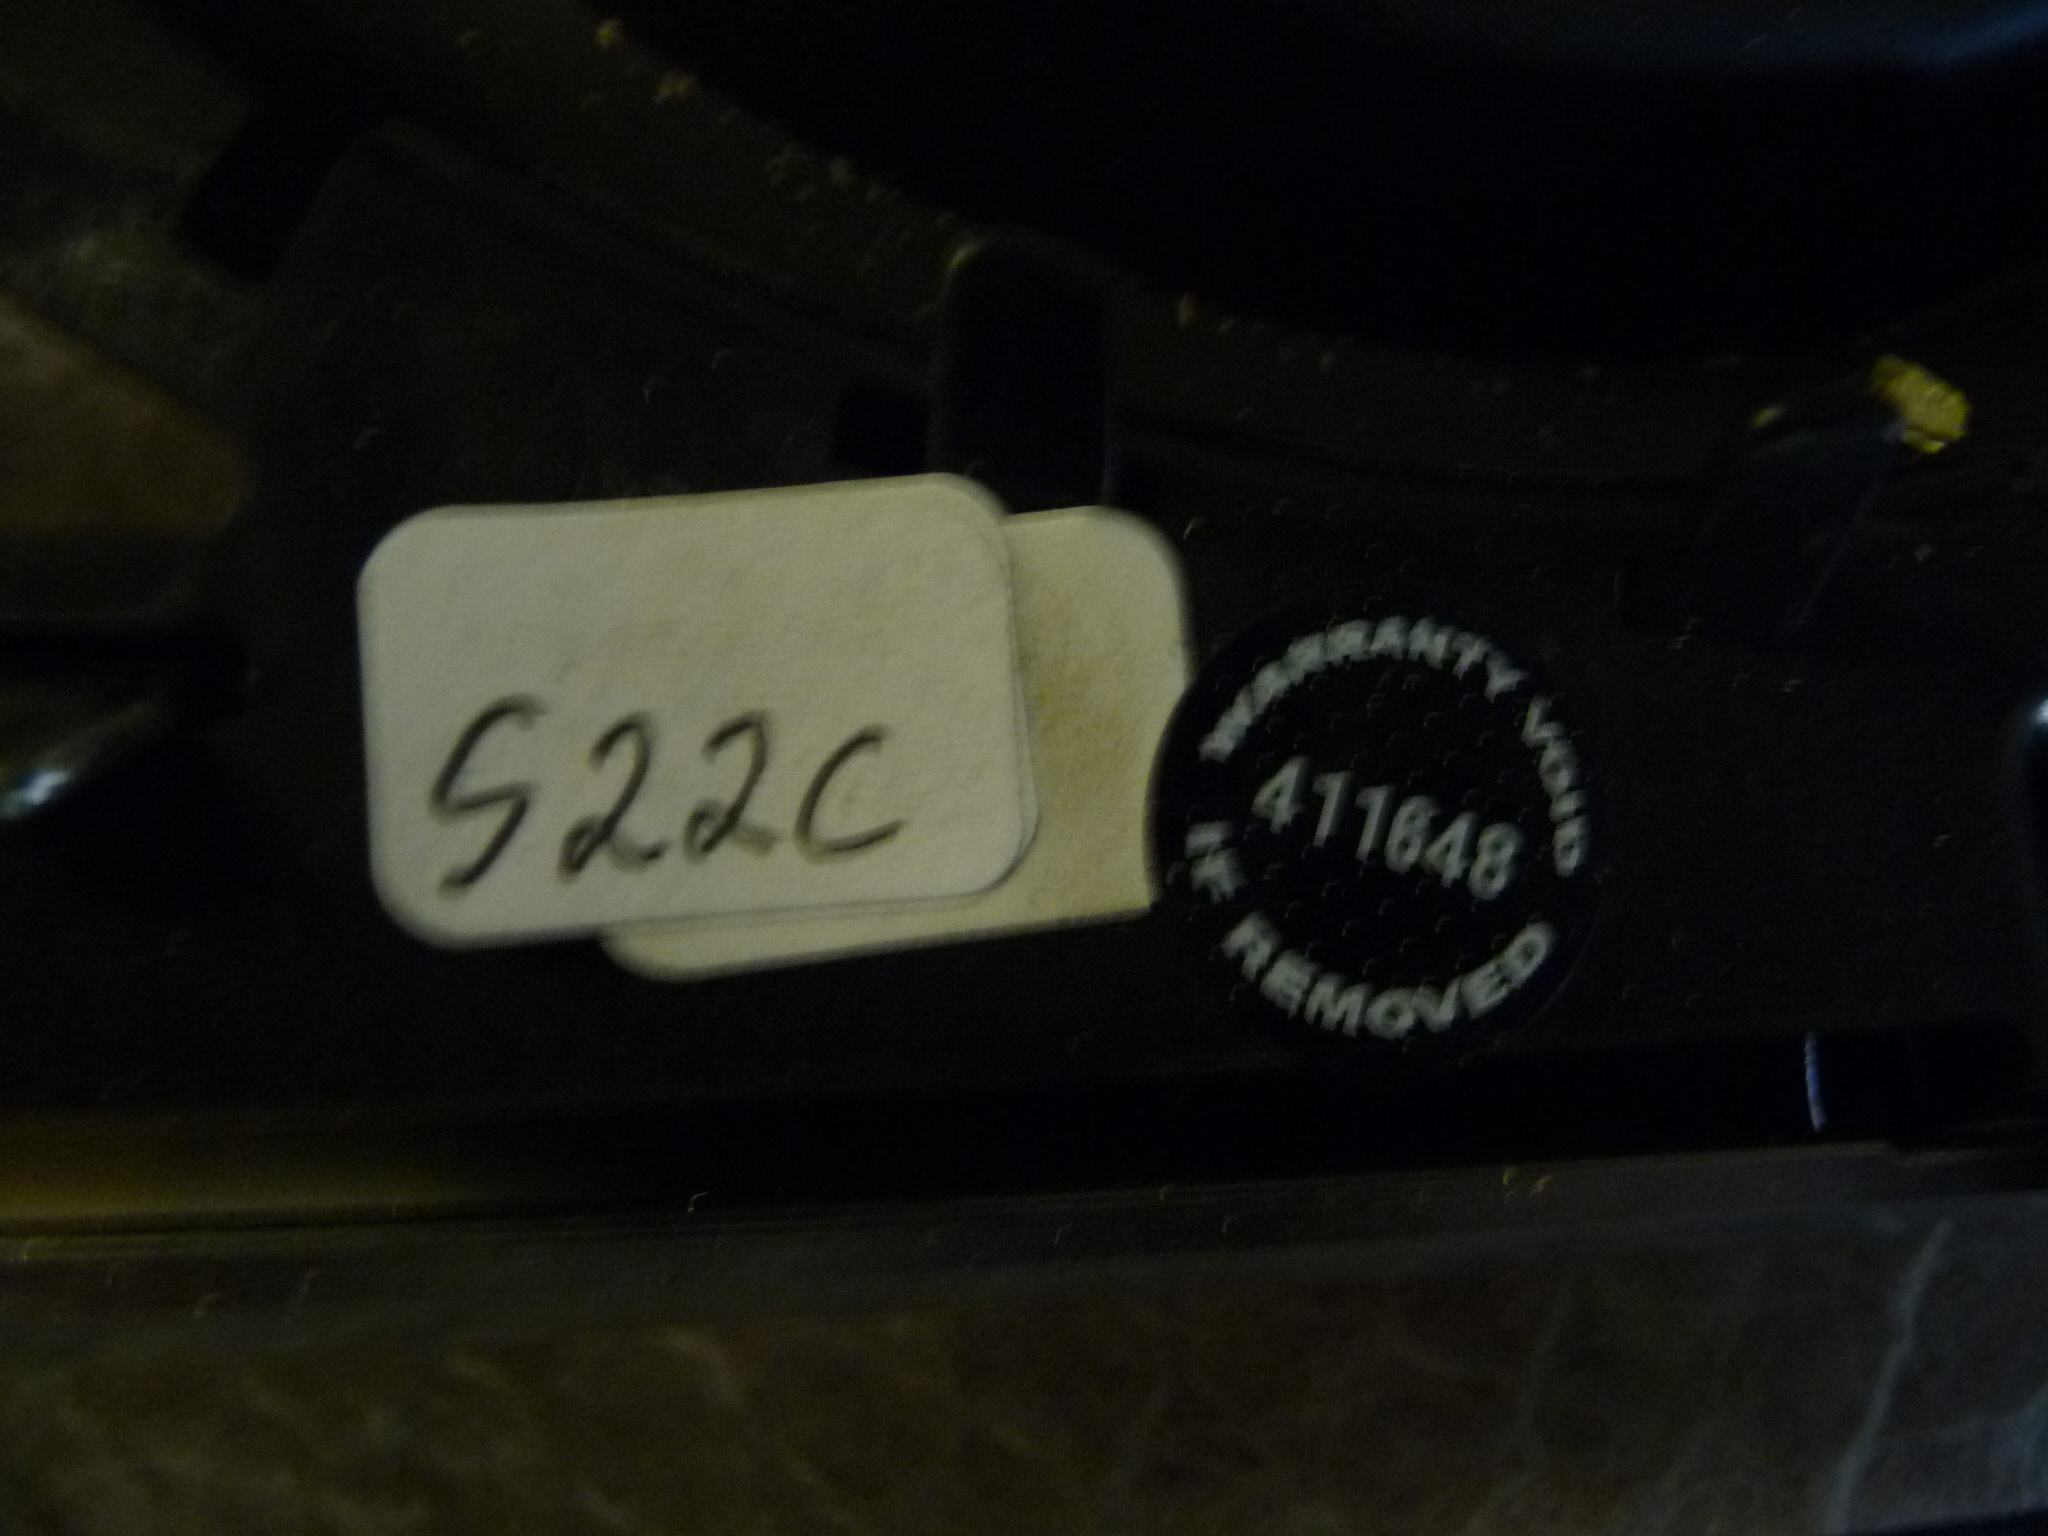 S22C
WARRANTY VOID
411648
IF REMOVED